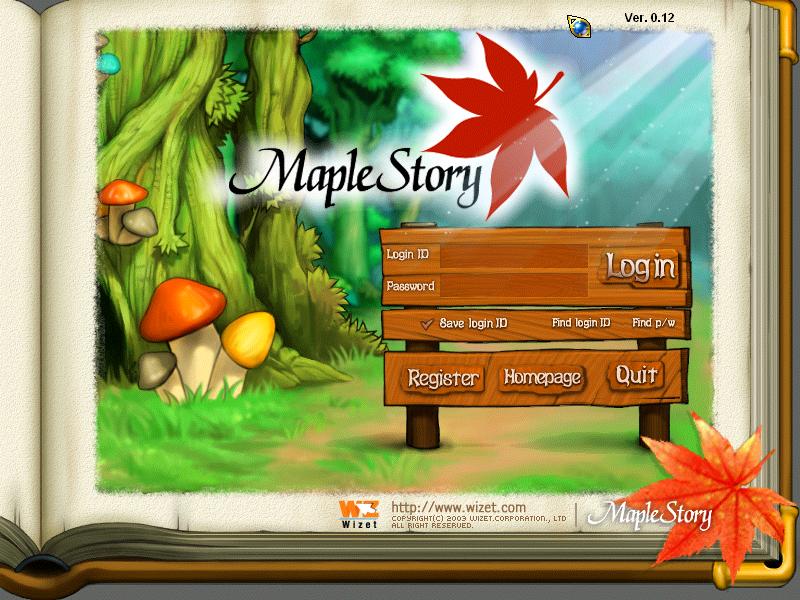 Ver. 0.12
MapleStory
Login ID
Login
Password
Save login ID Find login ID Find p/w
Register Homepage Quit
WZ
Wizet
http://www.wizet.com
COPYRIGHT(C) 2003 WIZET.CORPORATION., LTD
ALL RIGHT RESERVED.
MapleStory